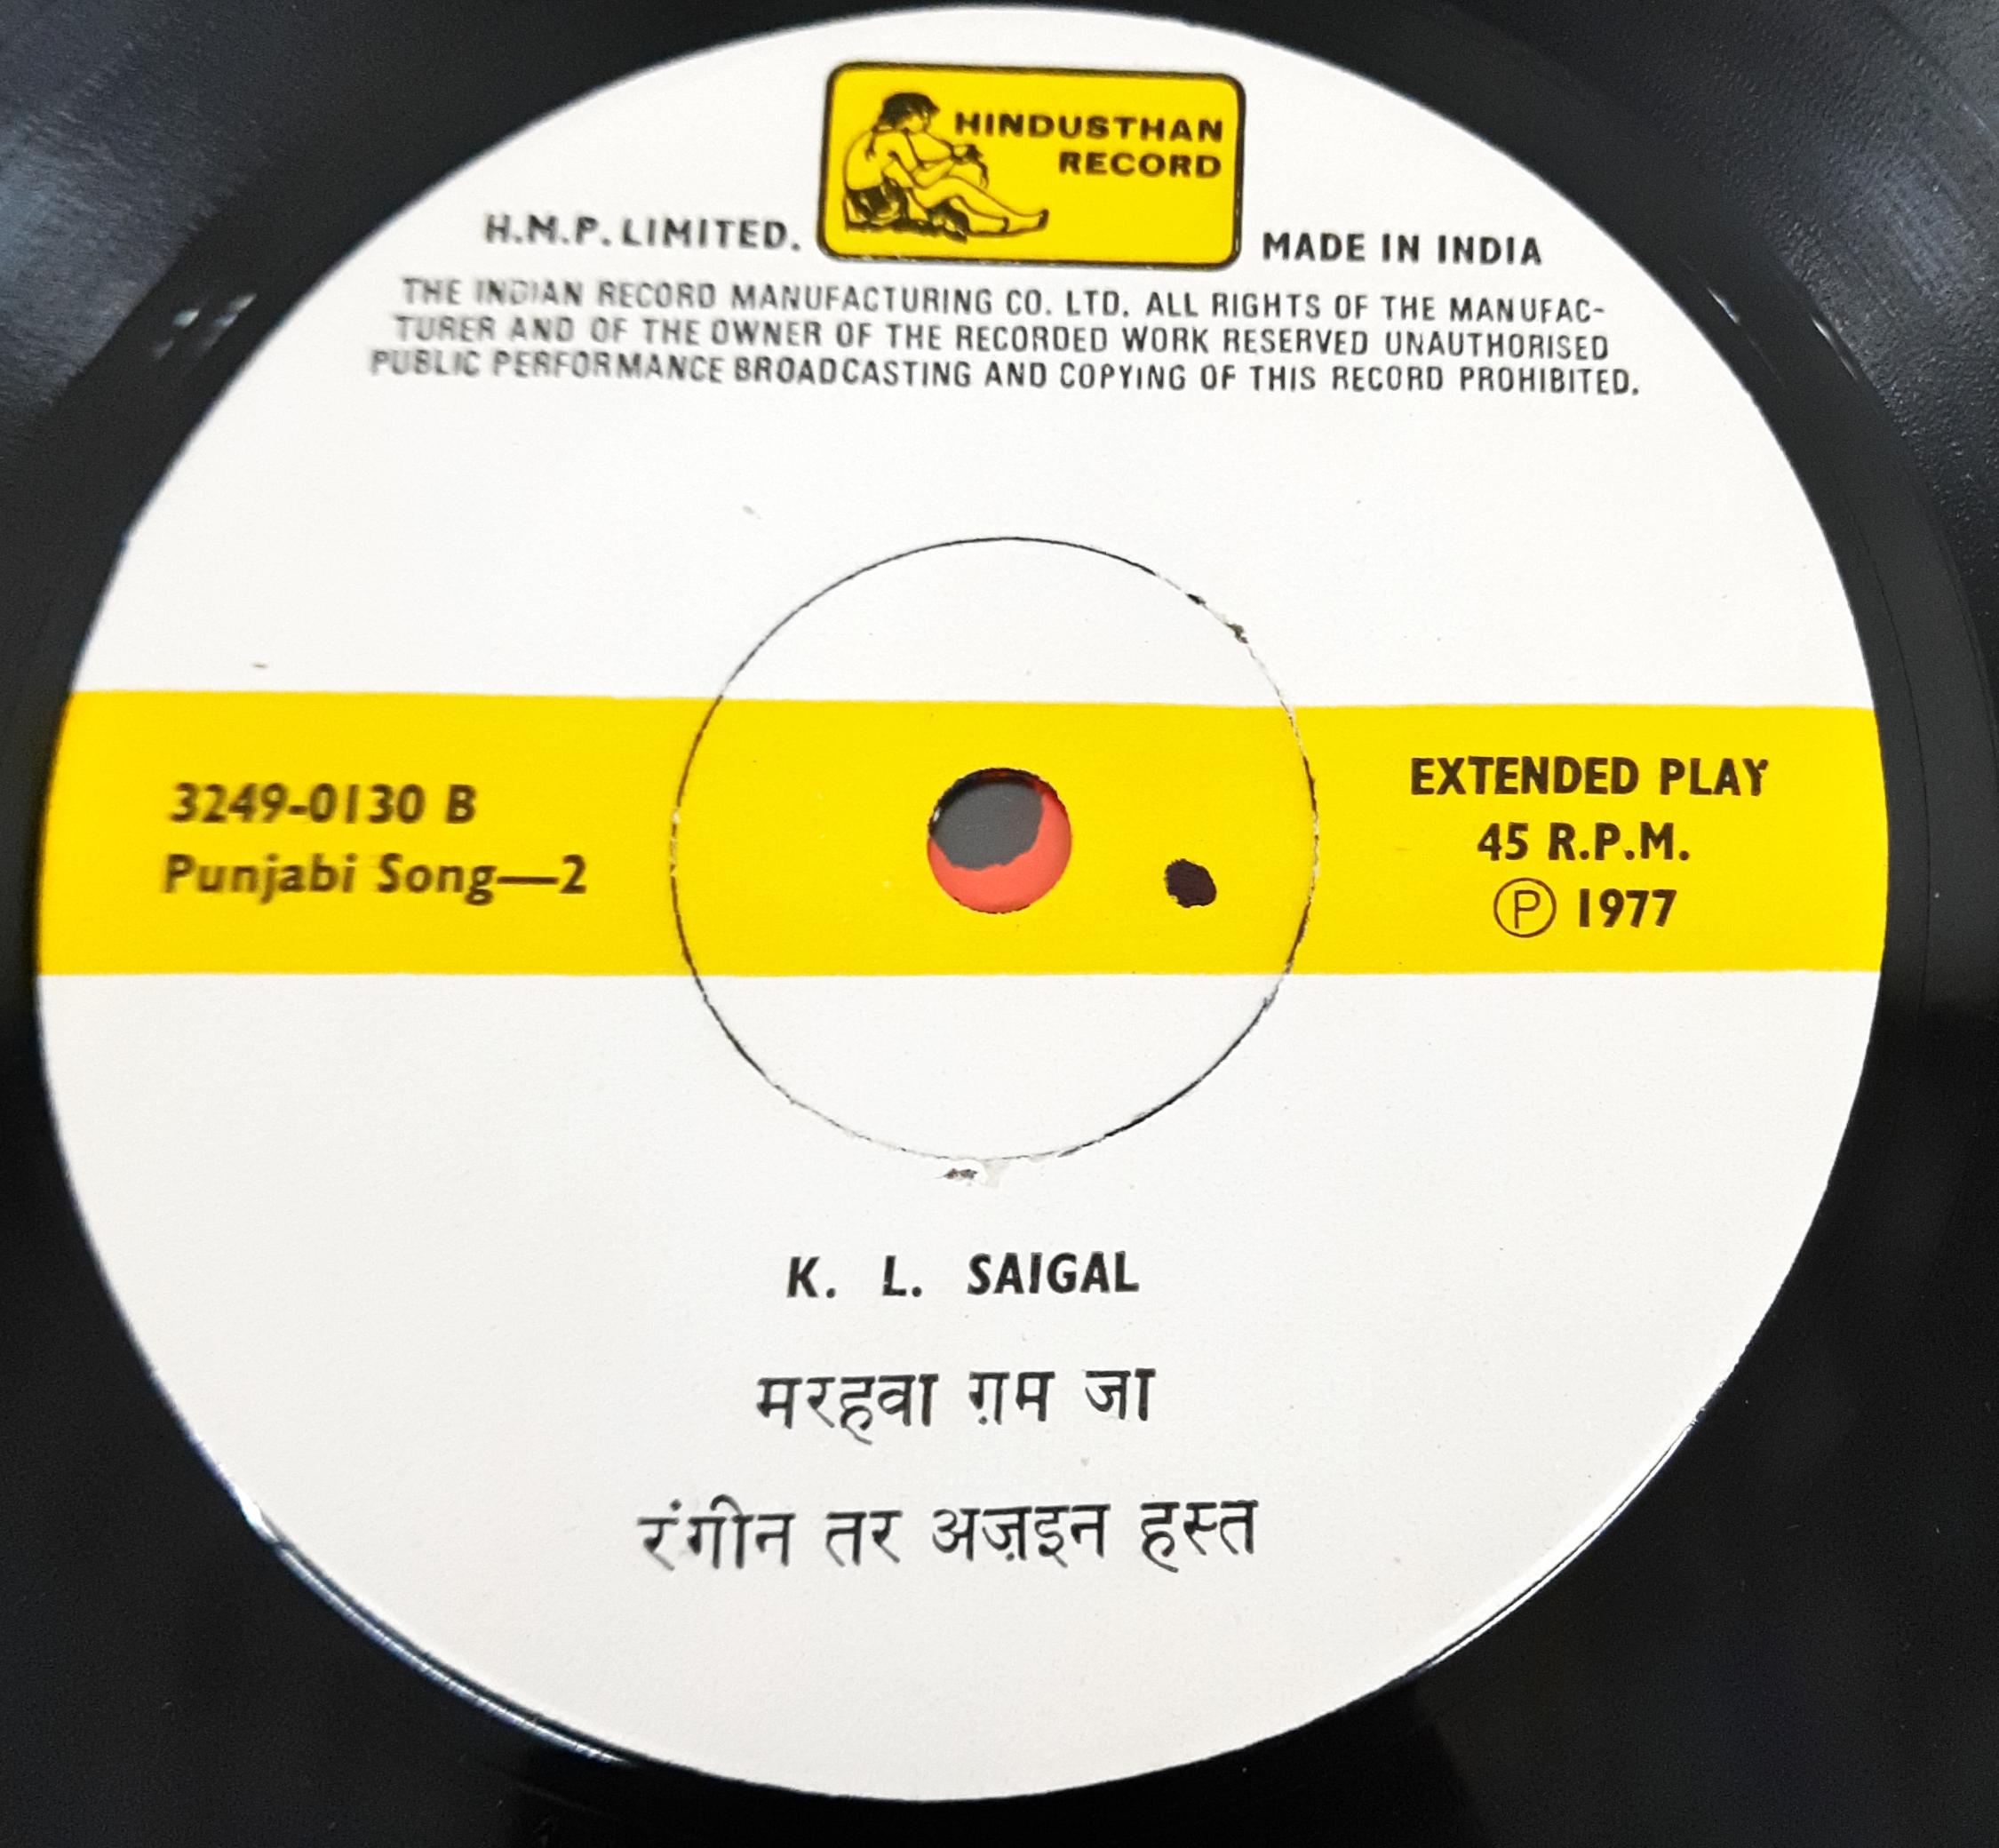 HINDUSTHAN
RECORD
H.M.P. LIMITED.
MADE IN INDIA
THE INDIAN RECORD MANUFACTURING CO. LTD. ALL RIGHTS OF THE MANUFAC-
TURER AND OF THE OWNER OF THE RECORDED WORK RESERVED UNAUTHORISED
PUBLIC PERFORMANCE BROADCASTING AND COPYING OF THIS RECORD PROHIBITED.
3249-0130 B
Punjabi Song—2
EXTENDED PLAY
45 R.P.M.
Ⓟ 1977
K. L. SAIGAL
मरहवा ग़म जा
रंगीन तर अज़इन हस्त